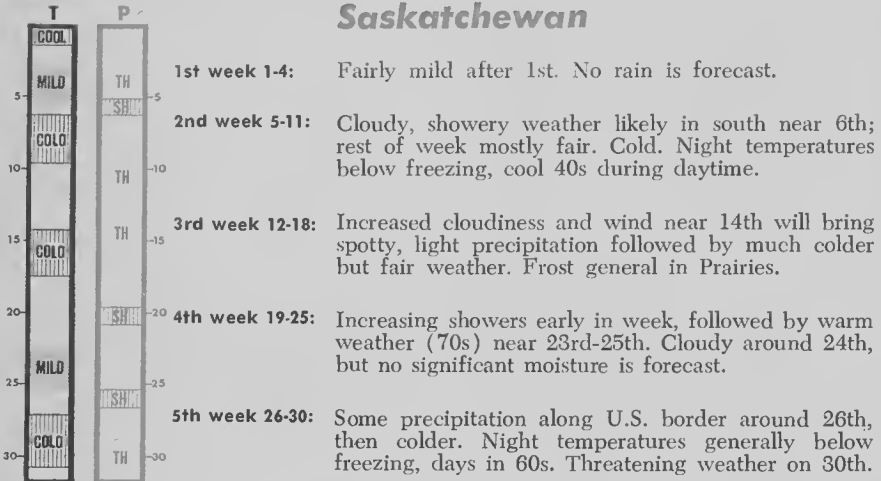 Saskatchewan
T P
COOL
MILD
5
COLD
10
15
COLD
20
MILD
25
COLD
30
TH
5
SH
TH
10
TH
15
SH
20
25
SH
TH
30
1st week 1-4: Fairly mild after 1st. No rain is forecast.
2nd week 5-11: Cloudy, showery weather likely in south near 6th;
rest of week mostly fair. Cold. Night temperatures
below freezing, cool 40s during daytime.
3rd week 12-18: Increased cloudiness and wind near 14th will bring
spotty, light precipitation followed by much colder
but fair weather. Frost general in Prairies.
4th week 19-25: Increasing showers early in week, followed by warm
weather (70s) near 23rd-25th. Cloudy around 24th,
but no significant moisture is forecast.
5th week 26-30: Some precipitation along U.S. border around 26th,
then colder. Night temperatures generally below
freezing, days in 60s. Threatening weather on 30th.